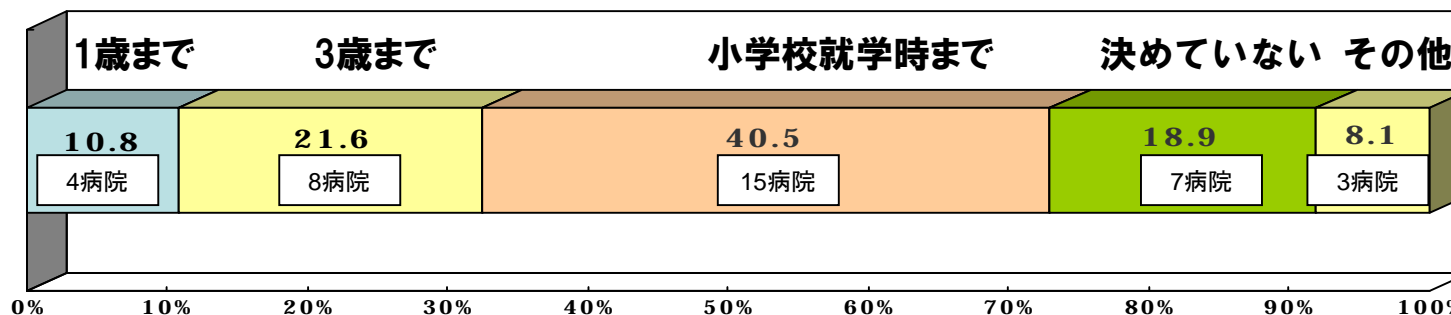 1歳まで 3歳まで 小学校就学時まで 決めていない その他
10.8 21.6 40.5 18.9 8.1
4病院 8病院 15病院 7病院 3病院
0% 10% 20% 30% 40% 50% 60% 70% 80% 90% 100%